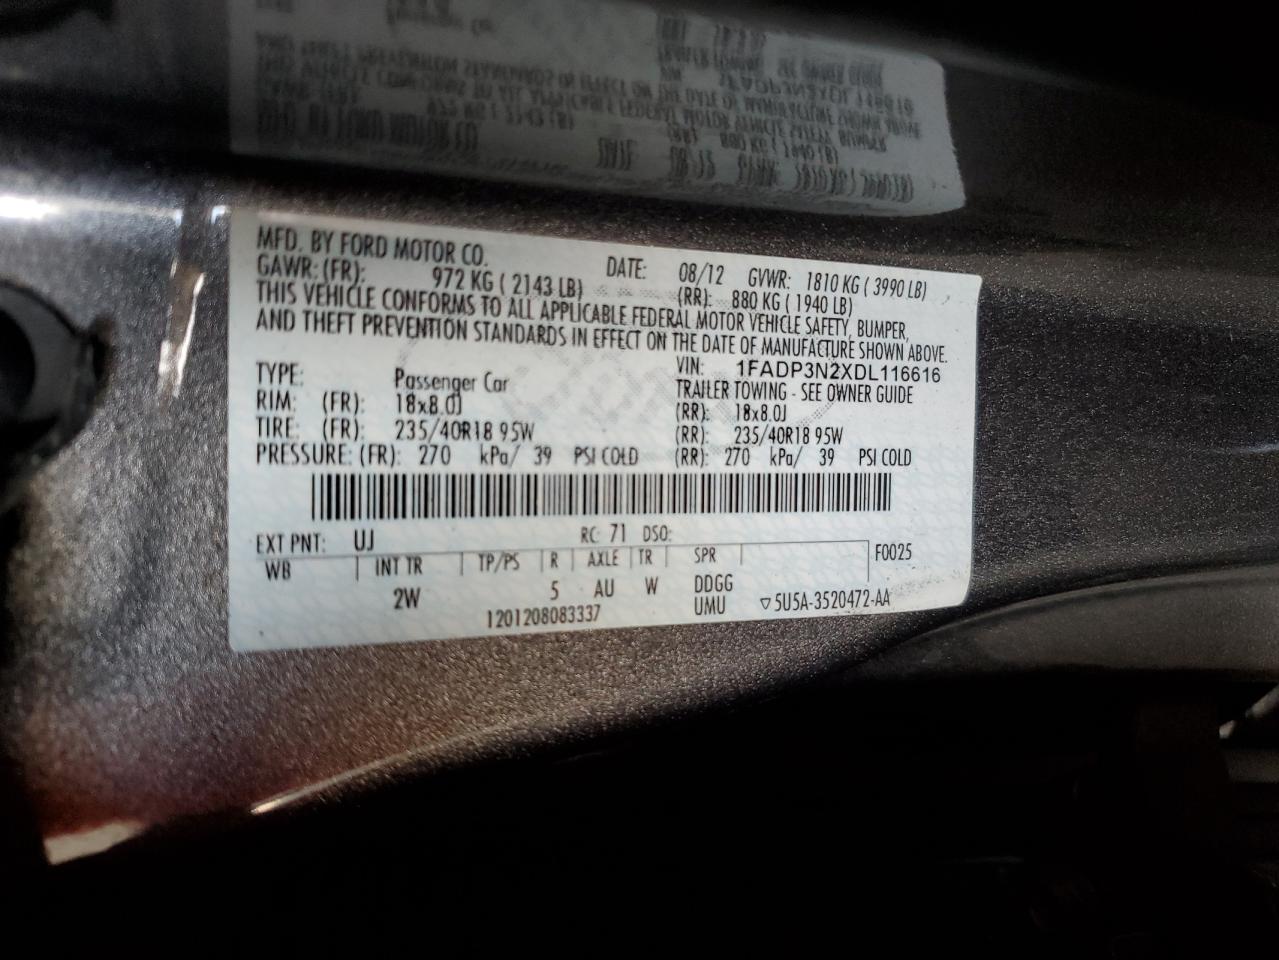 MFD. BY FORD MOTOR CO.
DATE: 08/12 GVWR: 1810 KG ( 3990 LB)
GAWR: (FR): 972 KG ( 2143 LB) (RR): 880 KG ( 1940 LB)
THIS VEHICLE CONFORMS TO ALL APPLICABLE FEDERAL MOTOR VEHICLE SAFETY, BUMPER,
AND THEFT PREVENTION STANDARDS IN EFFECT ON THE DATE OF MANUFACTURE SHOWN ABOVE.
VIN: 1FADP3N2XDL116616
TYPE: Passenger Car TRAILER TOWING - SEE OWNER GUIDE
RIM: (FR): 18x8.0J (RR): 18x8.0J
TIRE: (FR): 235/40R18 95W (RR): 235/40R18 95W
PRESSURE: (FR): 270 kPa/ 39 PSI COLD (RR): 270 kPa/ 39 PSI COLD
EXT PNT: UJ RC: 71 DSO:
WB INT TR TP/PS R AXLE TR SPR F0025
2W 5 AU W DDGG
1201208083337 UMU ▽5U5A-3520472-AA